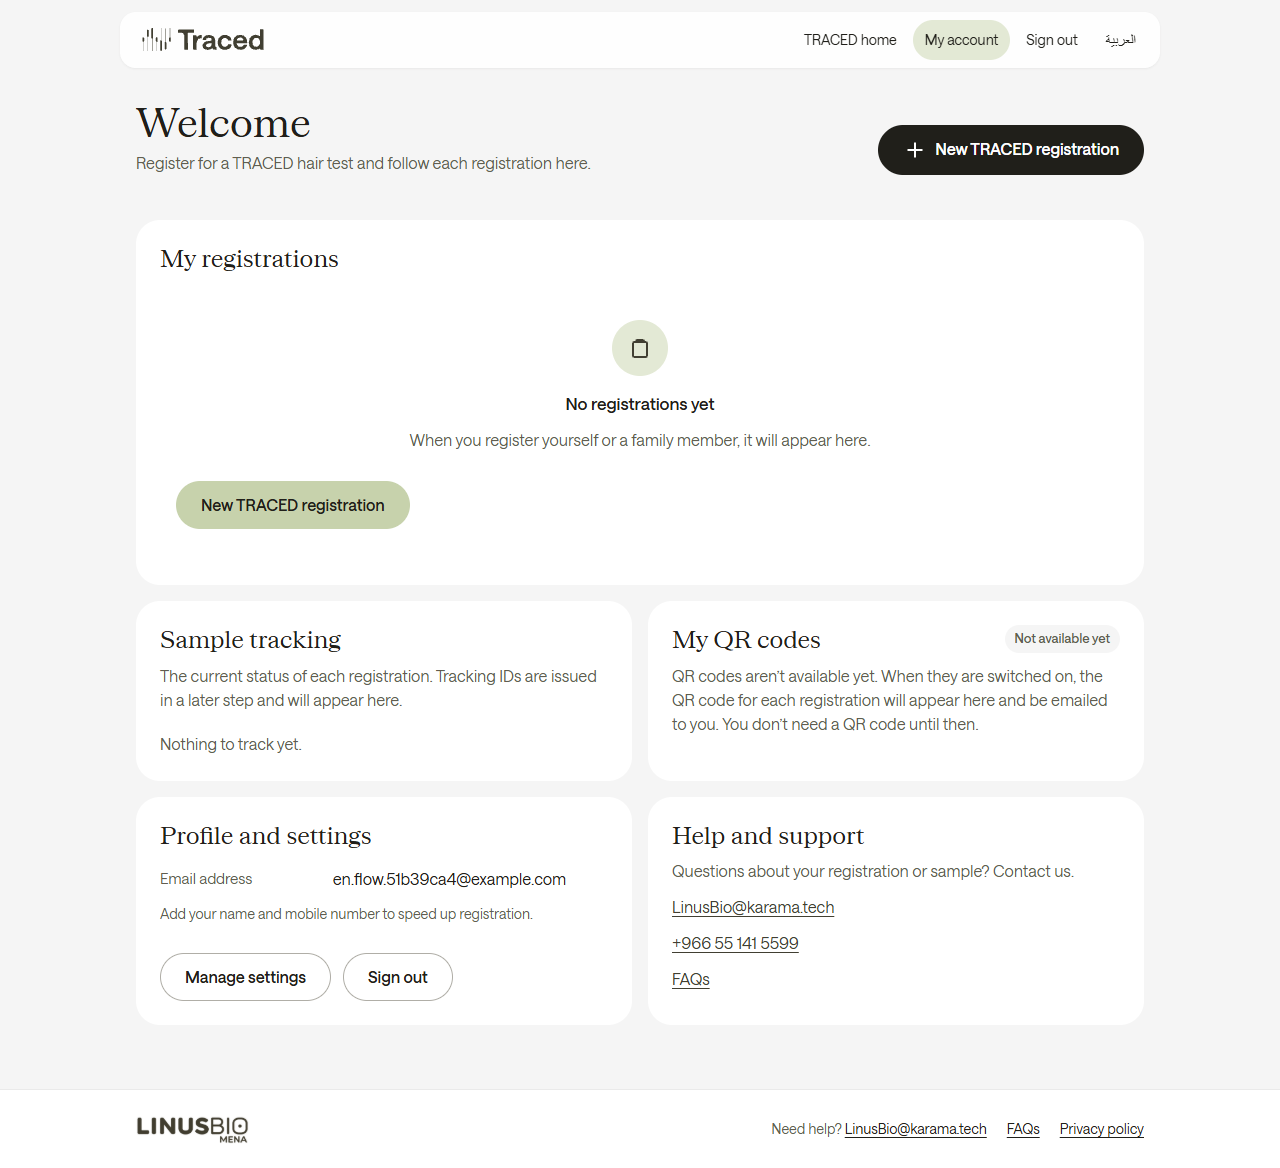 Traced
TRACED home
My account
Sign out
العربية
Welcome
Register for a TRACED hair test and follow each registration here.
New TRACED registration
My registrations
No registrations yet
When you register yourself or a family member, it will appear here.
New TRACED registration
Sample tracking
The current status of each registration. Tracking IDs are issued
in a later step and will appear here.
Nothing to track yet.
My QR codes
Not available yet
QR codes aren’t available yet. When they are switched on, the
QR code for each registration will appear here and be emailed
to you. You don’t need a QR code until then.
Profile and settings
Email address
en.flow.51b39ca4@example.com
Add your name and mobile number to speed up registration.
Manage settings
Sign out
Help and support
Questions about your registration or sample? Contact us.
LinusBio@karama.tech
+966 55 141 5599
FAQs
LINUSBIO
MENA
Need help? LinusBio@karama.tech
FAQs
Privacy policy